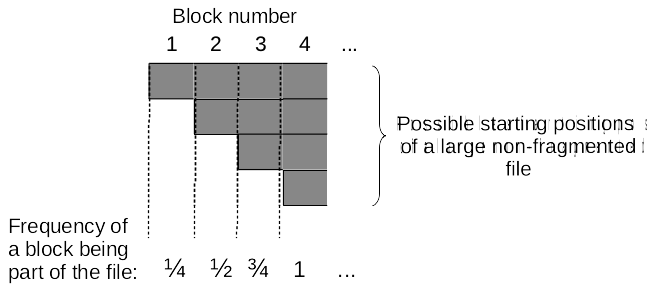 Block number
1 2 3 4 ...
Possible starting positions
of a large non-fragmented
file
Frequency of
a block being
part of the file:
¼ ½ ¾ 1 ...